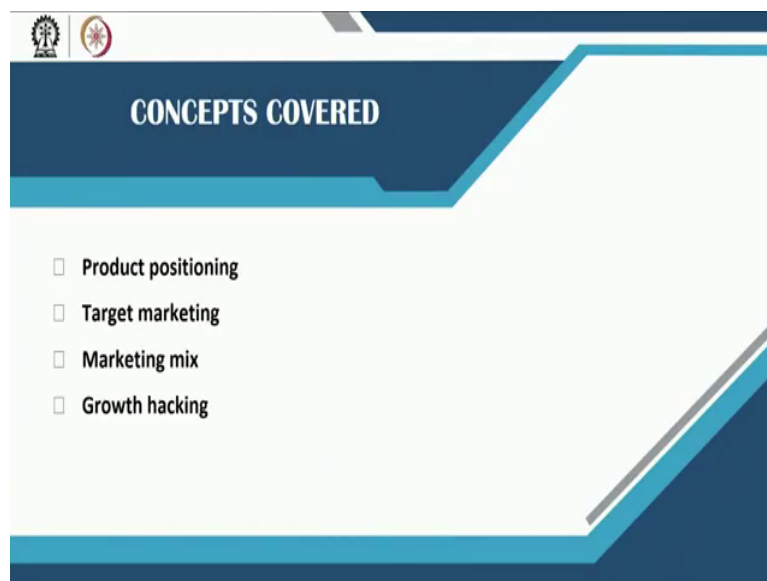 CONCEPTS COVERED
Product positioning
Target marketing
Marketing mix
Growth hacking